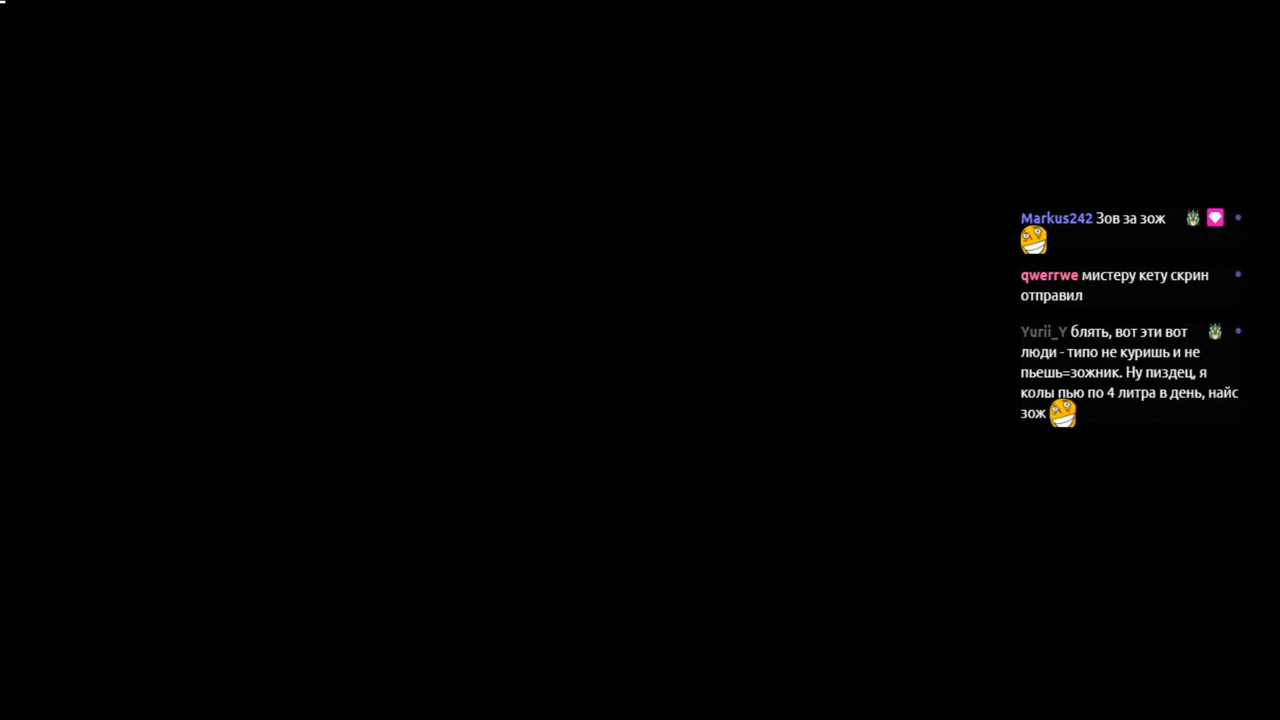 Markus242 Зов за зож
qwerrwe мистеру кету скрин
отправил
Yurii_Y блять, вот эти вот
люди - типо не куришь и не
пьешь=зожник. Ну пиздец, я
колы пью по 4 литра в день, найс
зож